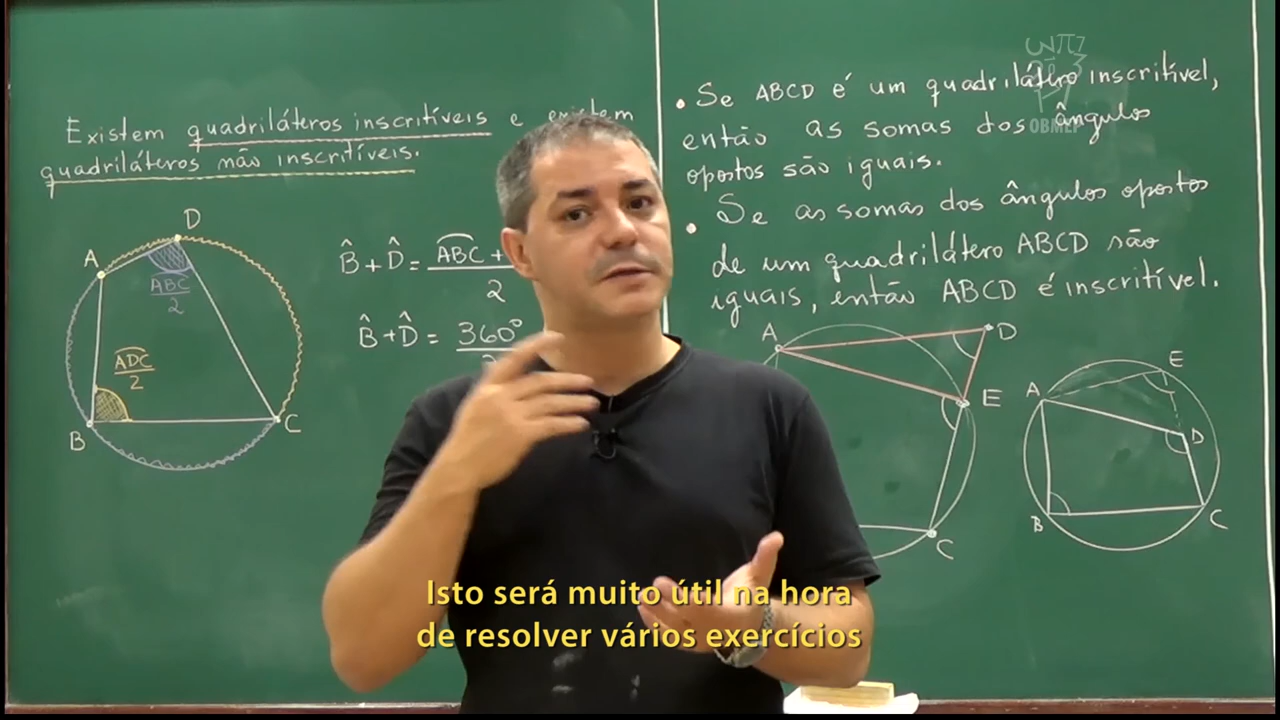 Existem quadriláteros inscritíveis e existem
quadriláteros não inscritíveis.
A
D
ABC
2
ADC
2
B
C
B̂ + D̂ = ABC +
2
B̂ + D̂ = 360°
• Se ABCD é um quadrilátero inscritível,
então as somas dos ângulos
opostos são iguais.
• Se as somas dos ângulos opostos
de um quadrilátero ABCD são
iguais, então ABCD é inscritível.
A
D
E
C
A
E
D
B
C
OBMEP
Isto será muito útil na hora
de resolver vários exercícios